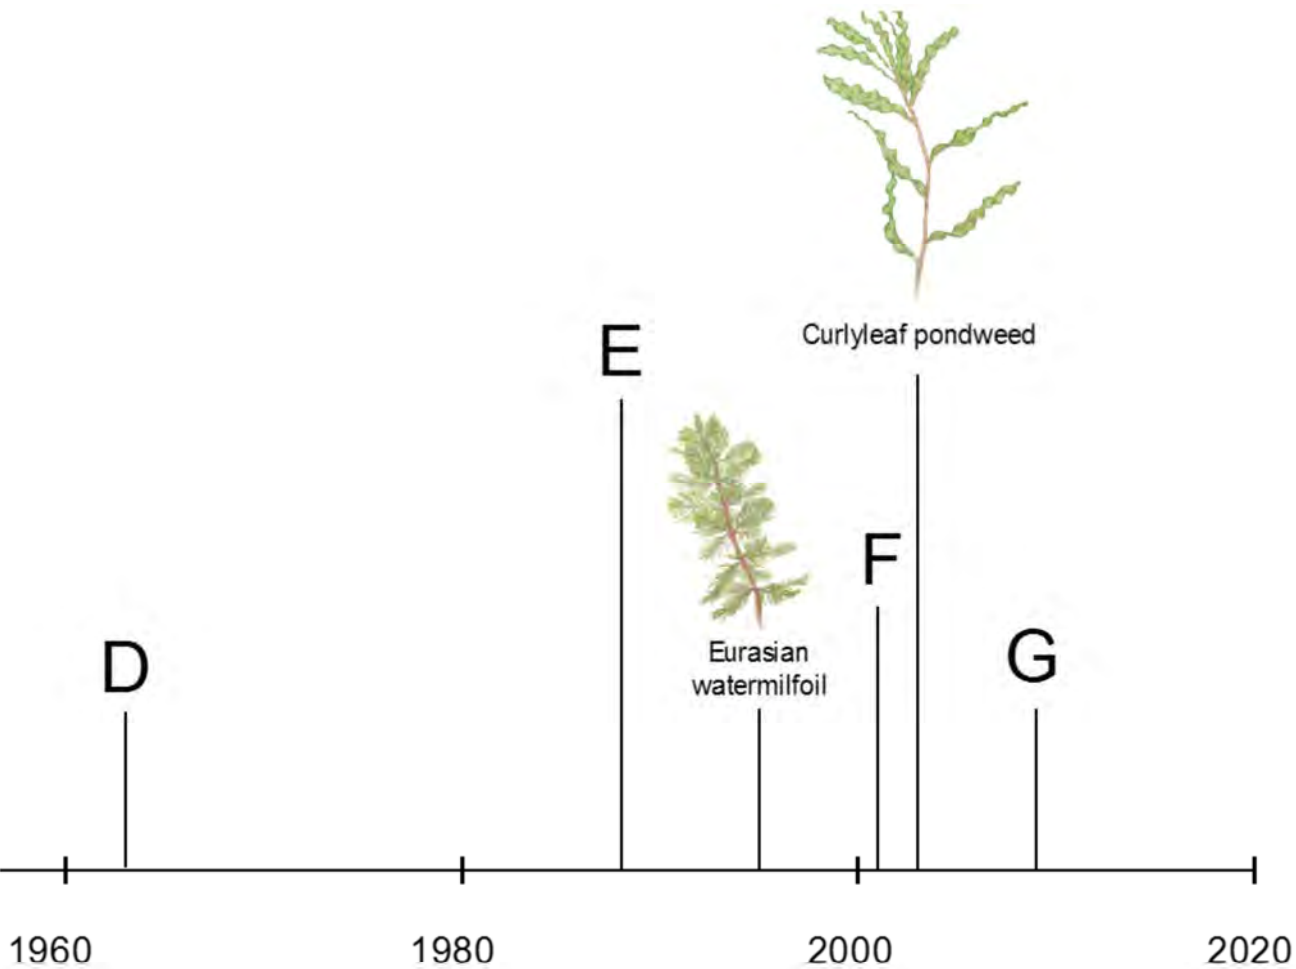 Curlyleaf pondweed
E
F
Eurasian
watermilfoil
D
G
1960
1980
2000
2020